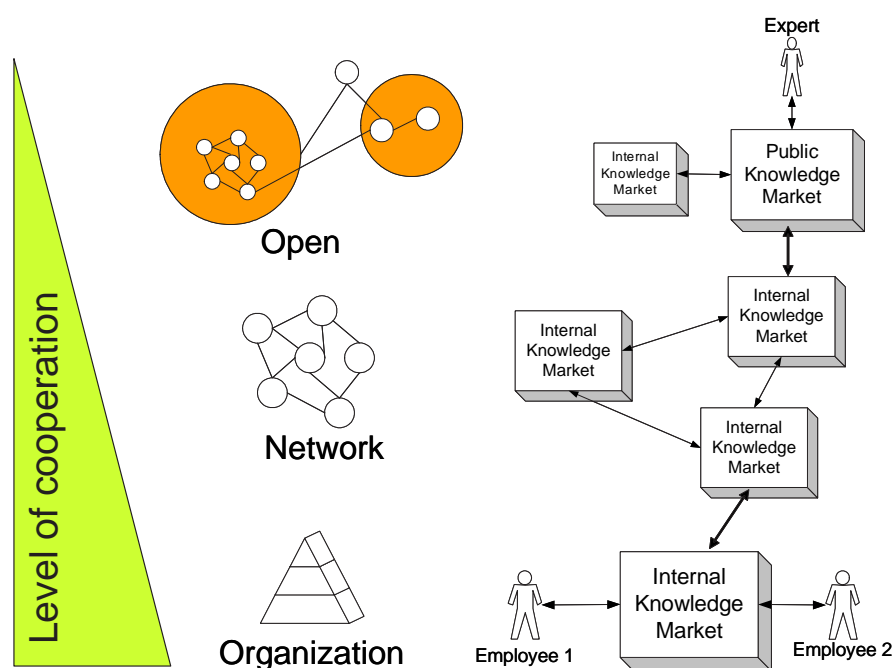 Expert
Public
Knowledge
Market
Internal
Knowledge
Market
Open
Internal
Knowledge
Market
Internal
Knowledge
Market
Network
Internal
Knowledge
Market
Level of cooperation
Internal
Knowledge
Market
Organization
Employee 1
Employee 2